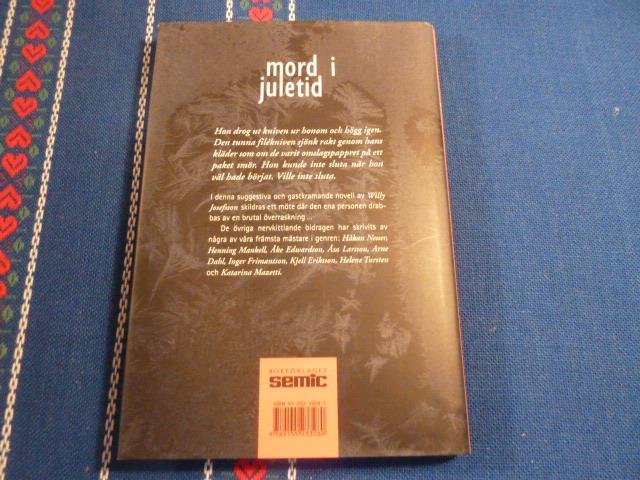 mord i
juletid
Hon drog ut kniven ur honom och högg igen.
Den tunna filékniven sjönk rakt genom hans
kläder som om de varit omslagspappret på ett
paket smör. Hon kunde inte sluta när hon
väl hade börjat. Ville inte sluta.
I denna suggestiva och gastkramande novell av Willy
Josefsson skildras ett möte där den ena personen drab-
bas av en brutal överraskning ...
De övriga nervkittlande bidragen har skrivits av
några av våra främsta mästare i genren: Håkan Nesser,
Henning Mankell, Åke Edwardson, Åsa Larsson, Arne
Dahl, Inger Frimansson, Kjell Eriksson, Helene Tursten
och Katarina Mazetti.
BOKFÖRLAGET
semic
ISBN